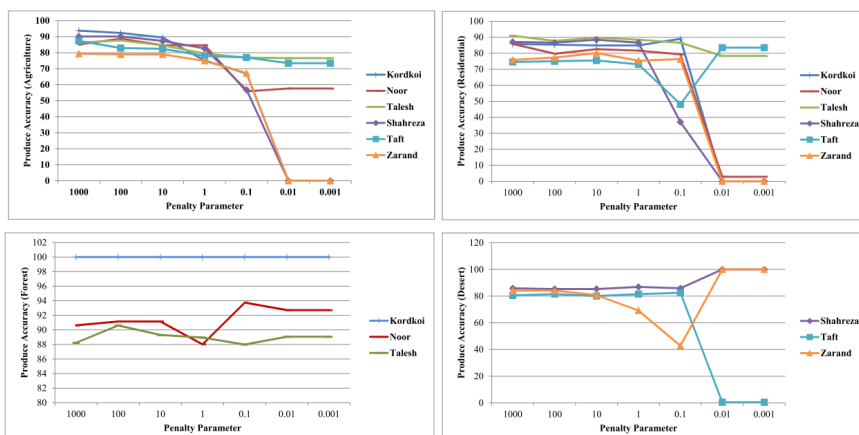 Produce Accuracy (Agriculture)
100
90
80
70
60
50
40
30
20
10
0
1000 100 10 1 0.1 0.01 0.001
Penalty Parameter
Kordkoi
Noor
Talesh
Shahreza
Taft
Zarand
Produce Accuracy (Residential)
100
90
80
70
60
50
40
30
20
10
0
1000 100 10 1 0.1 0.01 0.001
Penalty Parameter
Kordkoi
Noor
Talesh
Shahreza
Taft
Zarand
Produce Accuracy (Forest)
102
100
98
96
94
92
90
88
86
84
82
80
1000 100 10 1 0.1 0.01 0.001
Penalty Parameter
Kordkoi
Noor
Talesh
Produce Accuracy (Desert)
120
100
80
60
40
20
0
1000 100 10 1 0.1 0.01 0.001
Penalty Parameter
Shahreza
Taft
Zarand